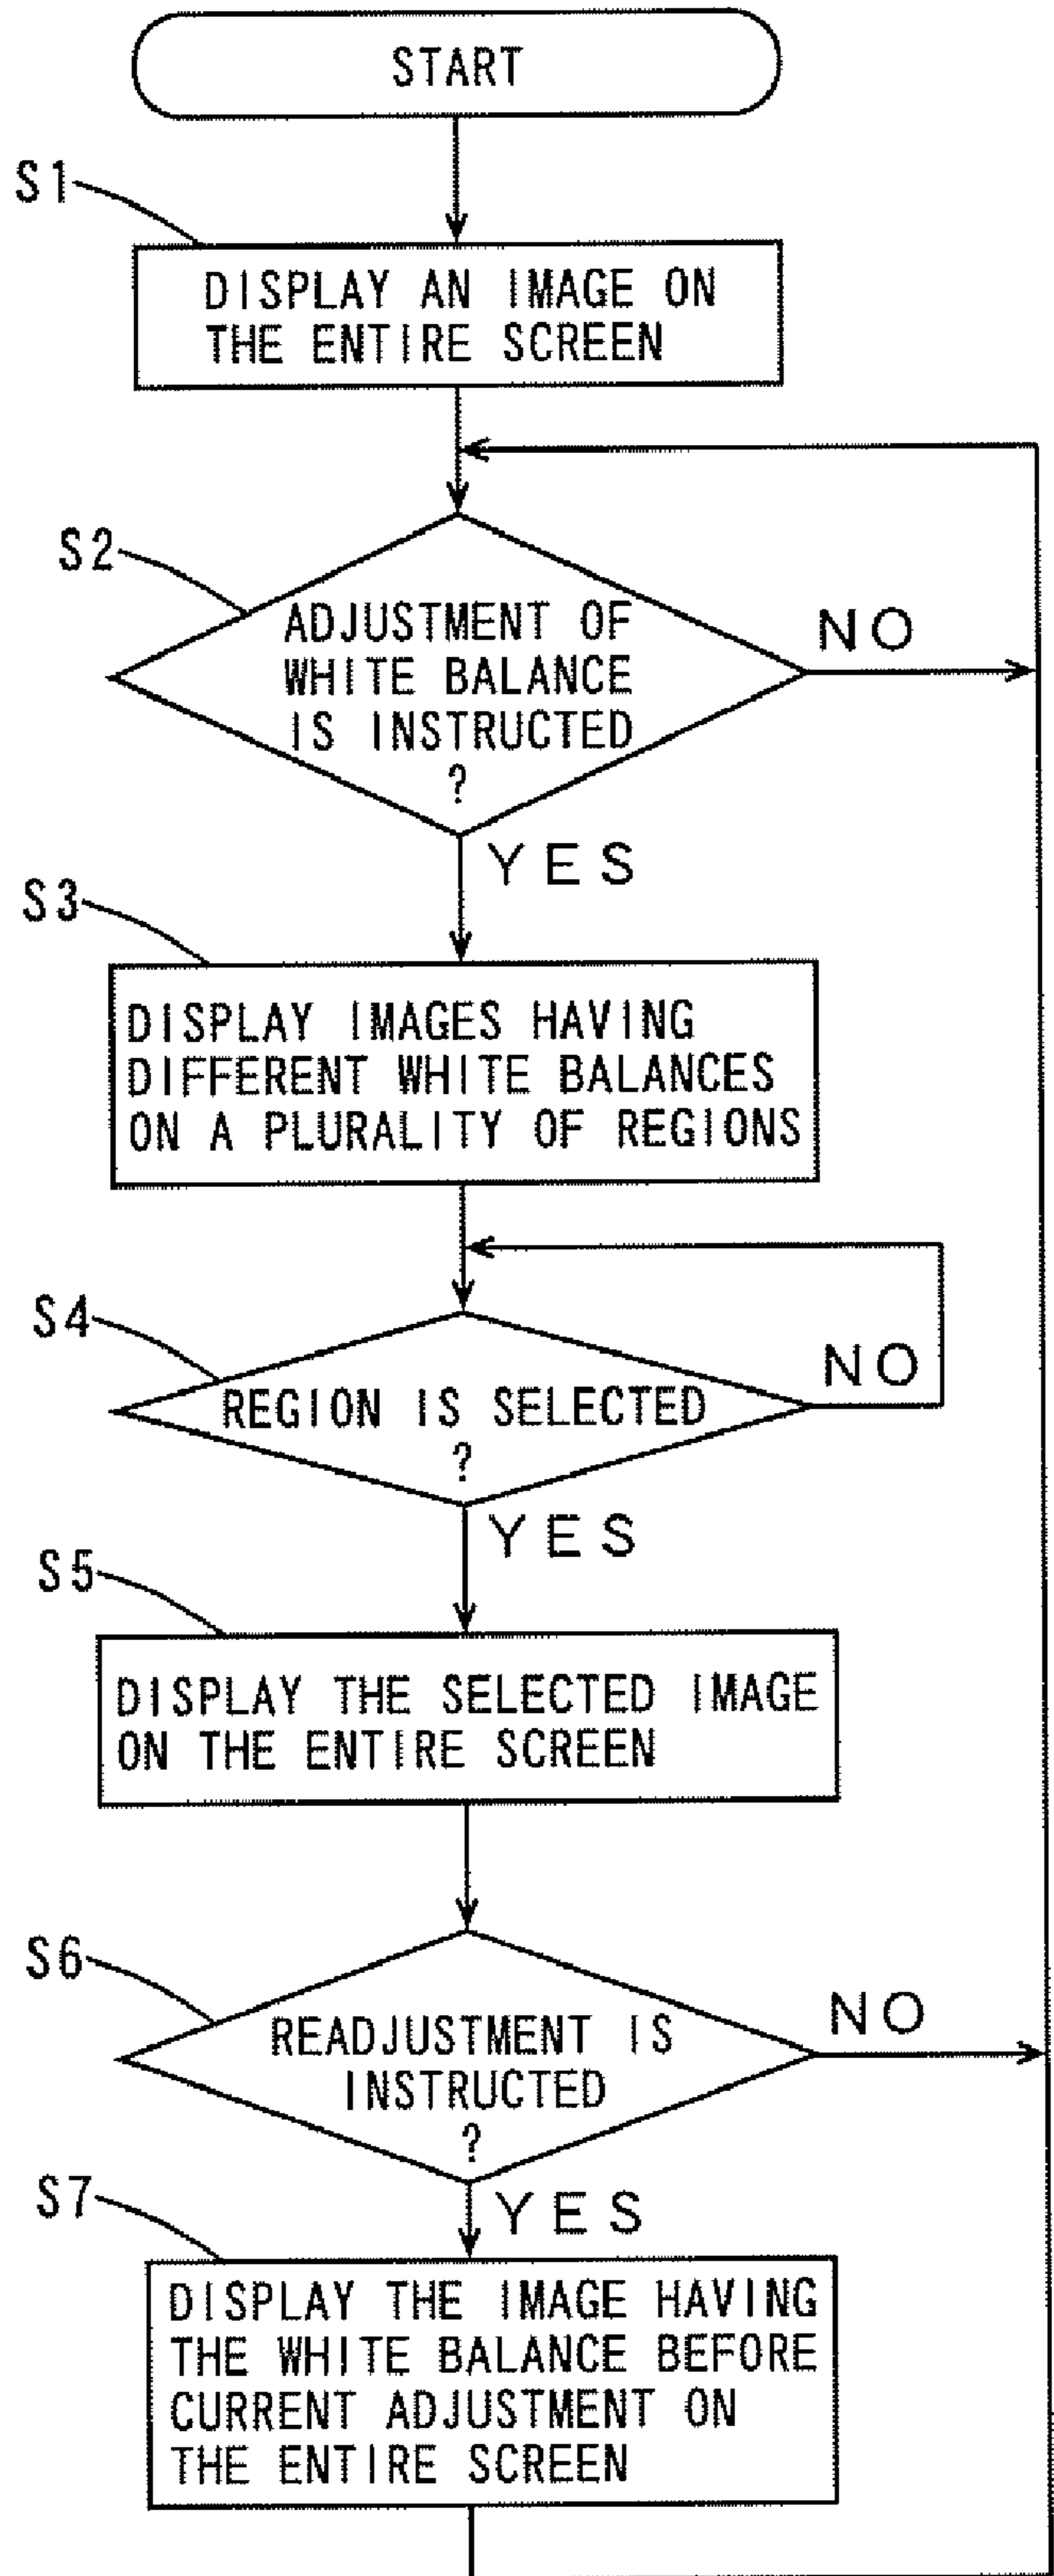 START
S1
DISPLAY AN IMAGE ON
THE ENTIRE SCREEN
S2
ADJUSTMENT OF
WHITE BALANCE
IS INSTRUCTED
?
NO
YES
S3
DISPLAY IMAGES HAVING
DIFFERENT WHITE BALANCES
ON A PLURALITY OF REGIONS
S4
REGION IS SELECTED
?
NO
YES
S5
DISPLAY THE SELECTED IMAGE
ON THE ENTIRE SCREEN
S6
READJUSTMENT IS
INSTRUCTED
?
NO
YES
S7
DISPLAY THE IMAGE HAVING
THE WHITE BALANCE BEFORE
CURRENT ADJUSTMENT ON
THE ENTIRE SCREEN